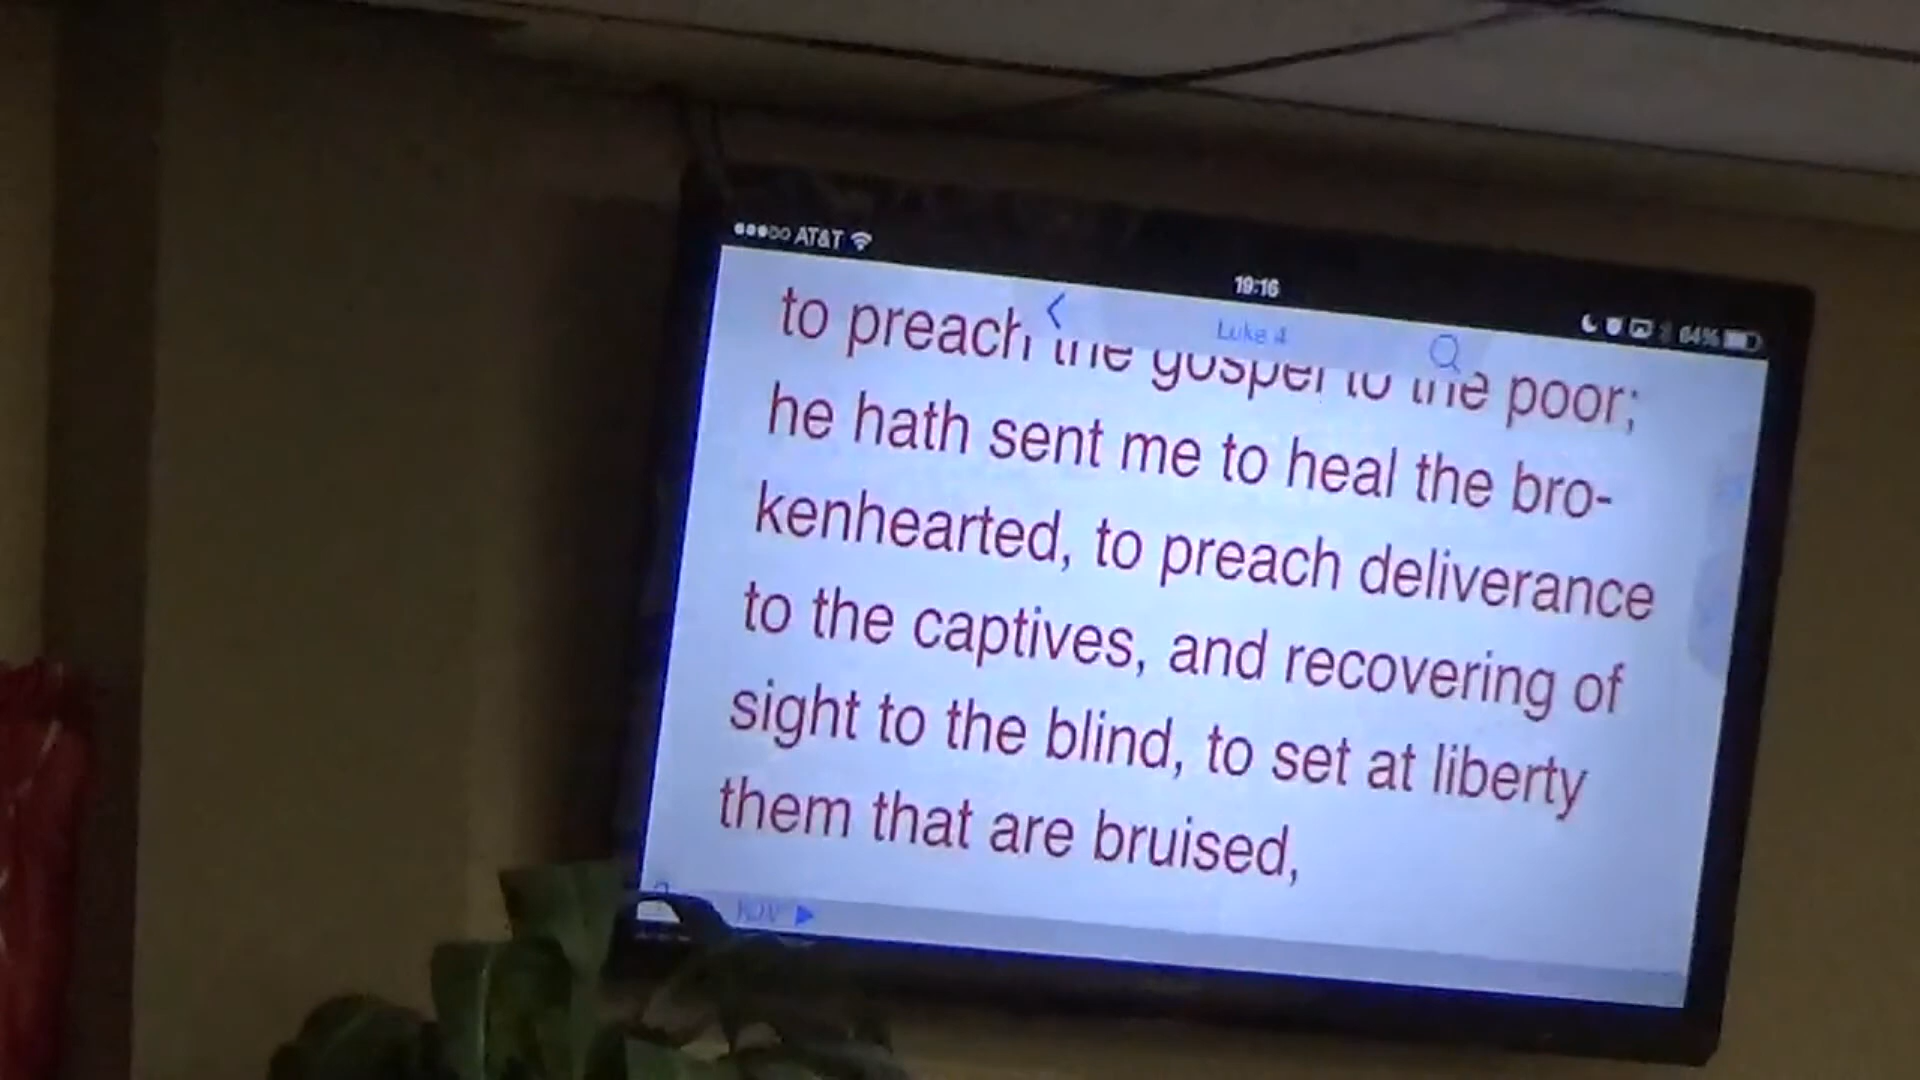 AT&T
19:16
64%
Luke 4
to preach the gospel to the poor;
he hath sent me to heal the bro-
kenhearted, to preach deliverance
to the captives, and recovering of
sight to the blind, to set at liberty
them that are bruised,
KJV